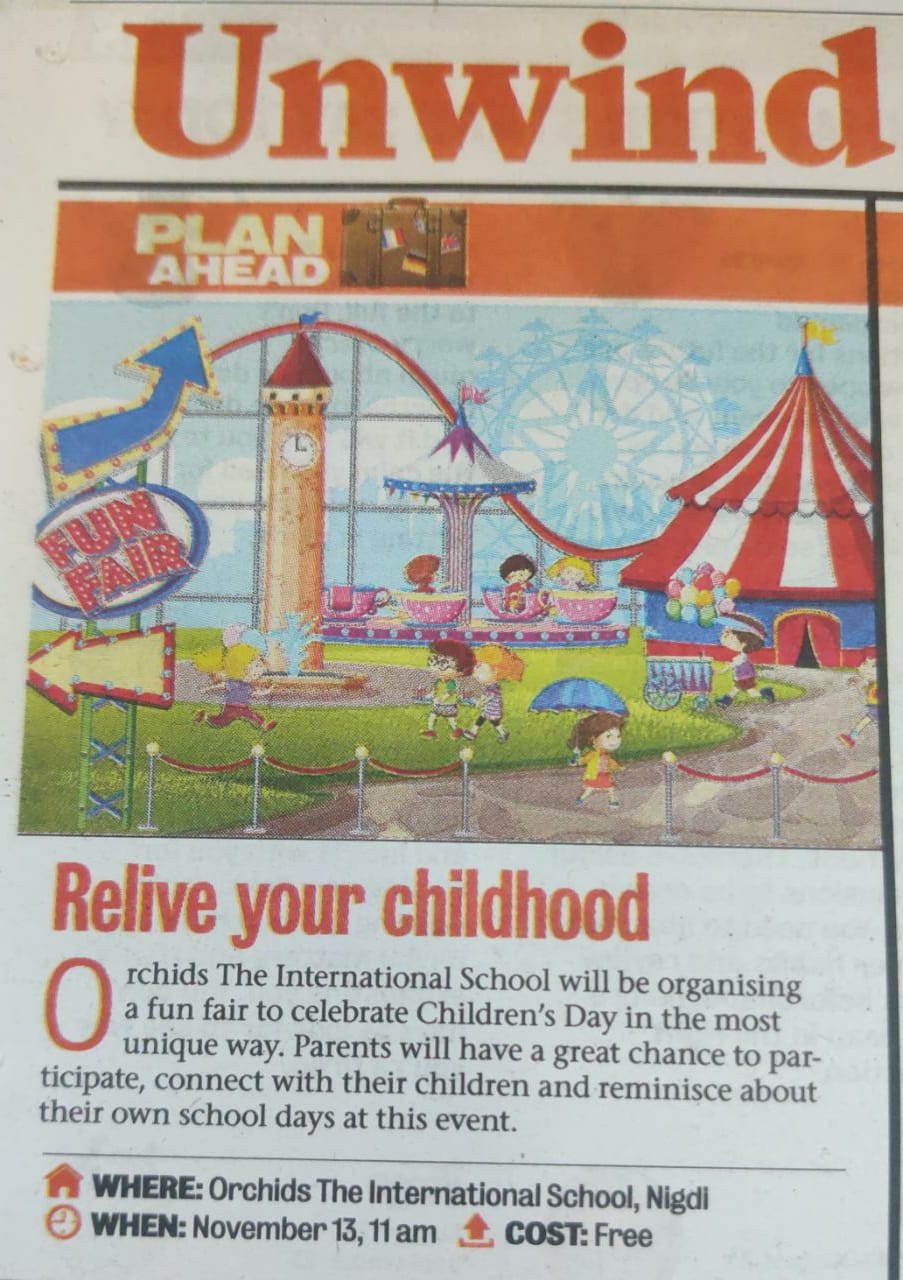 Unwind
PLAN
AHEAD
FUN
FAIR
Relive your childhood
Orchids The International School will be organising
a fun fair to celebrate Children's Day in the most
unique way. Parents will have a great chance to par-
ticipate, connect with their children and reminisce about
their own school days at this event.
WHERE: Orchids The International School, Nigdi
WHEN: November 13, 11 am COST: Free